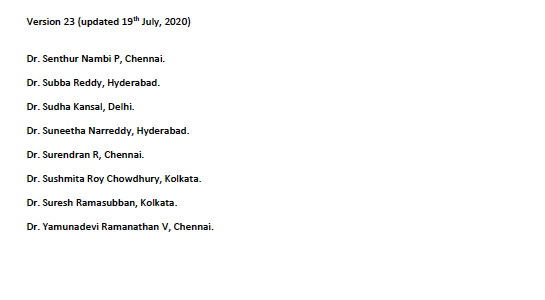 Version 23 (updated 19th July, 2020)
Dr. Senthur Nambi P, Chennai.
Dr. Subba Reddy, Hyderabad.
Dr. Sudha Kansal, Delhi.
Dr. Suneetha Narreddy, Hyderabad.
Dr. Surendran R, Chennai.
Dr. Sushmita Roy Chowdhury, Kolkata.
Dr. Suresh Ramasubban, Kolkata.
Dr. Yamunadevi Ramanathan V, Chennai.